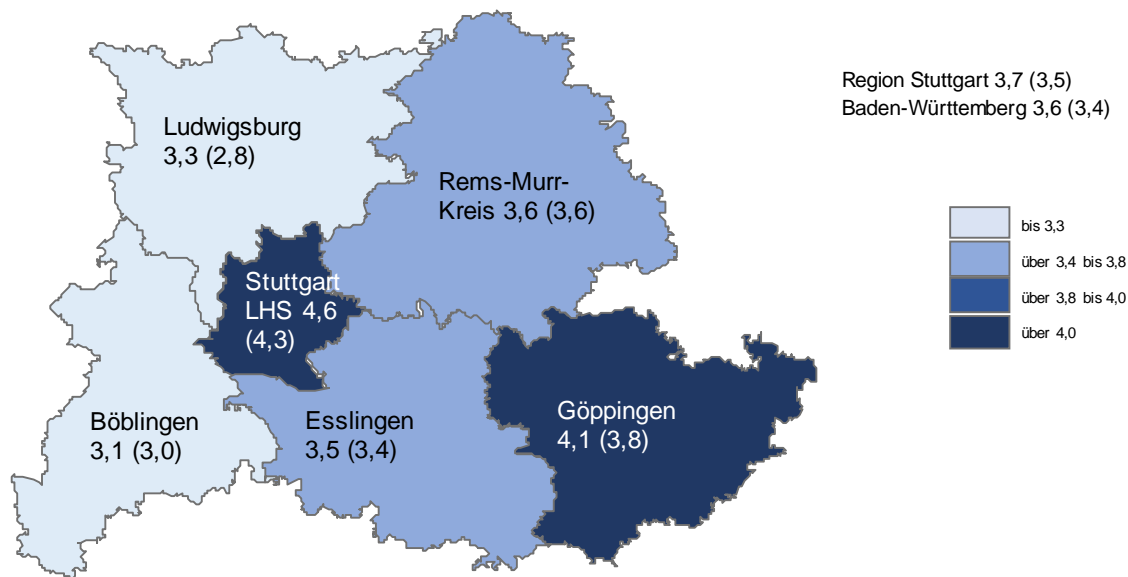 Region Stuttgart 3,7 (3,5)
Baden-Württemberg 3,6 (3,4)
Ludwigsburg
3,3 (2,8)
Rems-Murr-
Kreis 3,6 (3,6)
Stuttgart
LHS 4,6
(4,3)
Böblingen
3,1 (3,0)
Esslingen
3,5 (3,4)
Göppingen
4,1 (3,8)
bis 3,3
über 3,4 bis 3,8
über 3,8 bis 4,0
über 4,0